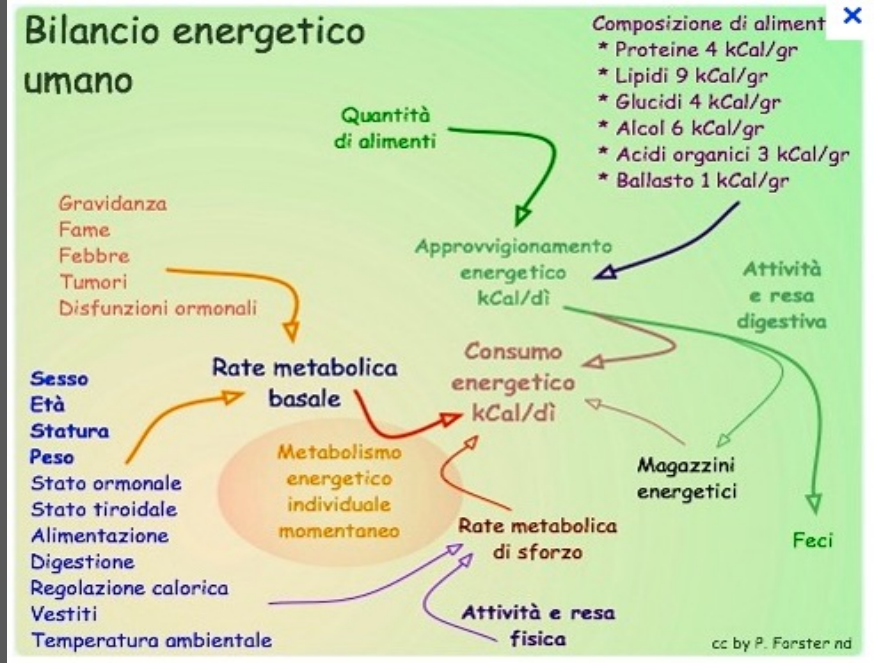 Bilancio energetico
umano
Composizione di aliment
* Proteine 4 kCal/gr
* Lipidi 9 kCal/gr
* Glucidi 4 kCal/gr
* Alcol 6 kCal/gr
* Acidi organici 3 kCal/gr
* Ballasto 1 kCal/gr
Quantità
di alimenti
Gravidanza
Fame
Febbre
Tumori
Disfunzioni ormonali
Approvvigionamento
energetico
kCal/dì
Attività
e resa
digestiva
Rate metabolica
basale
Consumo
energetico
kCal/dì
Sesso
Età
Statura
Peso
Stato ormonale
Stato tiroidale
Alimentazione
Digestione
Regolazione calorica
Vestiti
Temperatura ambientale
Metabolismo
energetico
individuale
momentaneo
Magazzini
energetici
Rate metabolica
di sforzo
Feci
Attività e resa
fisica
cc by P. Forster nd